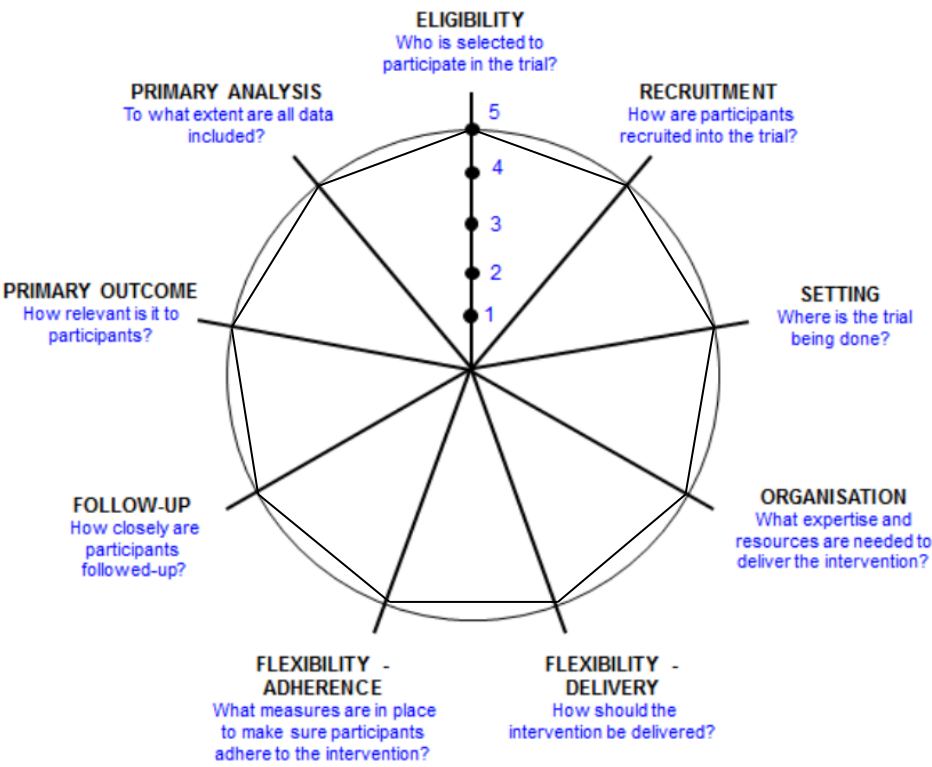 ELIGIBILITY
Who is selected to
participate in the trial?
PRIMARY ANALYSIS
To what extent are all data
included?
RECRUITMENT
How are participants
recruited into the trial?
5
4
3
2
1
PRIMARY OUTCOME
How relevant is it to
participants?
SETTING
Where is the trial
being done?
FOLLOW-UP
How closely are
participants
followed-up?
ORGANISATION
What expertise and
resources are needed to
deliver the intervention?
FLEXIBILITY -
ADHERENCE
What measures are in place
to make sure participants
adhere to the intervention?
FLEXIBILITY -
DELIVERY
How should the
intervention be delivered?